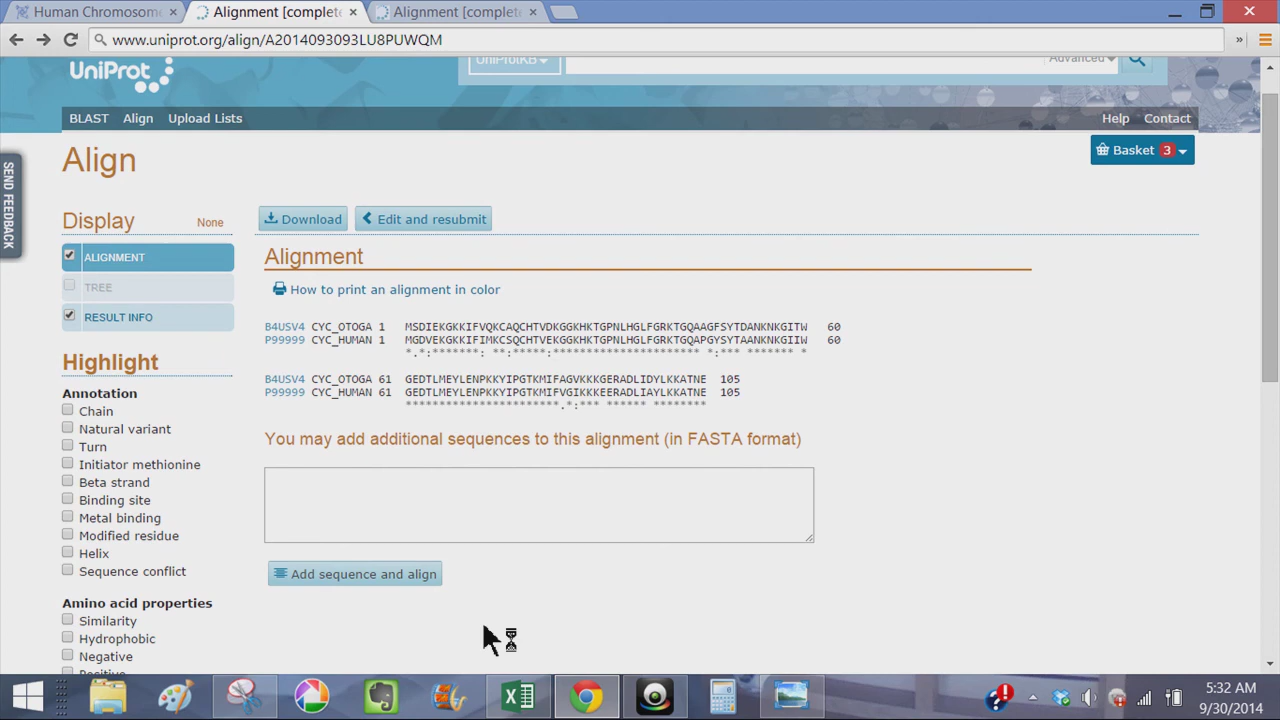 Human Chromosome
Alignment [complete
Alignment [complete
www.uniprot.org/align/A2014093093LU8PUWQM
UniProt
UniProtKB
Advanced
BLAST Align Upload Lists
Help Contact
Align
Basket 3
SEND FEEDBACK
Display None
Download Edit and resubmit
ALIGNMENT
Alignment
TREE
How to print an alignment in color
RESULT INFO
B4USV4 CYC_OTOGA 1 MSDIEKGKKIFVQKCAQCHTVDKGGKHKTGPNLHGLFGRKTGQAAGFSYTDANKNKGITW 60
P99999 CYC_HUMAN 1 MGDVEKGKKIFIMKCSQCHTVEKGGKHKTGPNLHGLFGRKTGQAPGYSYTAANKNKGIIW 60
*.*:*******: **:*****:********************** *:*** ******* *
B4USV4 CYC_OTOGA 61 GEDTLMEYLENPKKYIPGTKMIFAGVKKKGERADLIDYLKKATNE 105
P99999 CYC_HUMAN 61 GEDTLMEYLENPKKYIPGTKMIFVGIKKKEERADLIAYLKKATNE 105
***********************.*:*** ****** ********
Highlight
Annotation
Chain
Natural variant
Turn
Initiator methionine
Beta strand
Binding site
Metal binding
Modified residue
Helix
Sequence conflict
You may add additional sequences to this alignment (in FASTA format)
Add sequence and align
Amino acid properties
Similarity
Hydrophobic
Negative
Positive
5:32 AM
9/30/2014